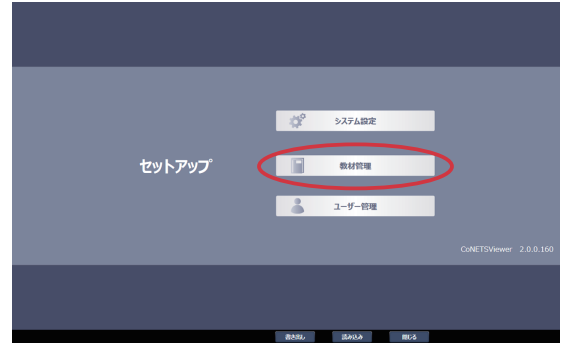 システム設定
セットアップ
教材管理
ユーザー管理
CoNETSViewer 2.0.0.160
書き出し 読み込み 閉じる